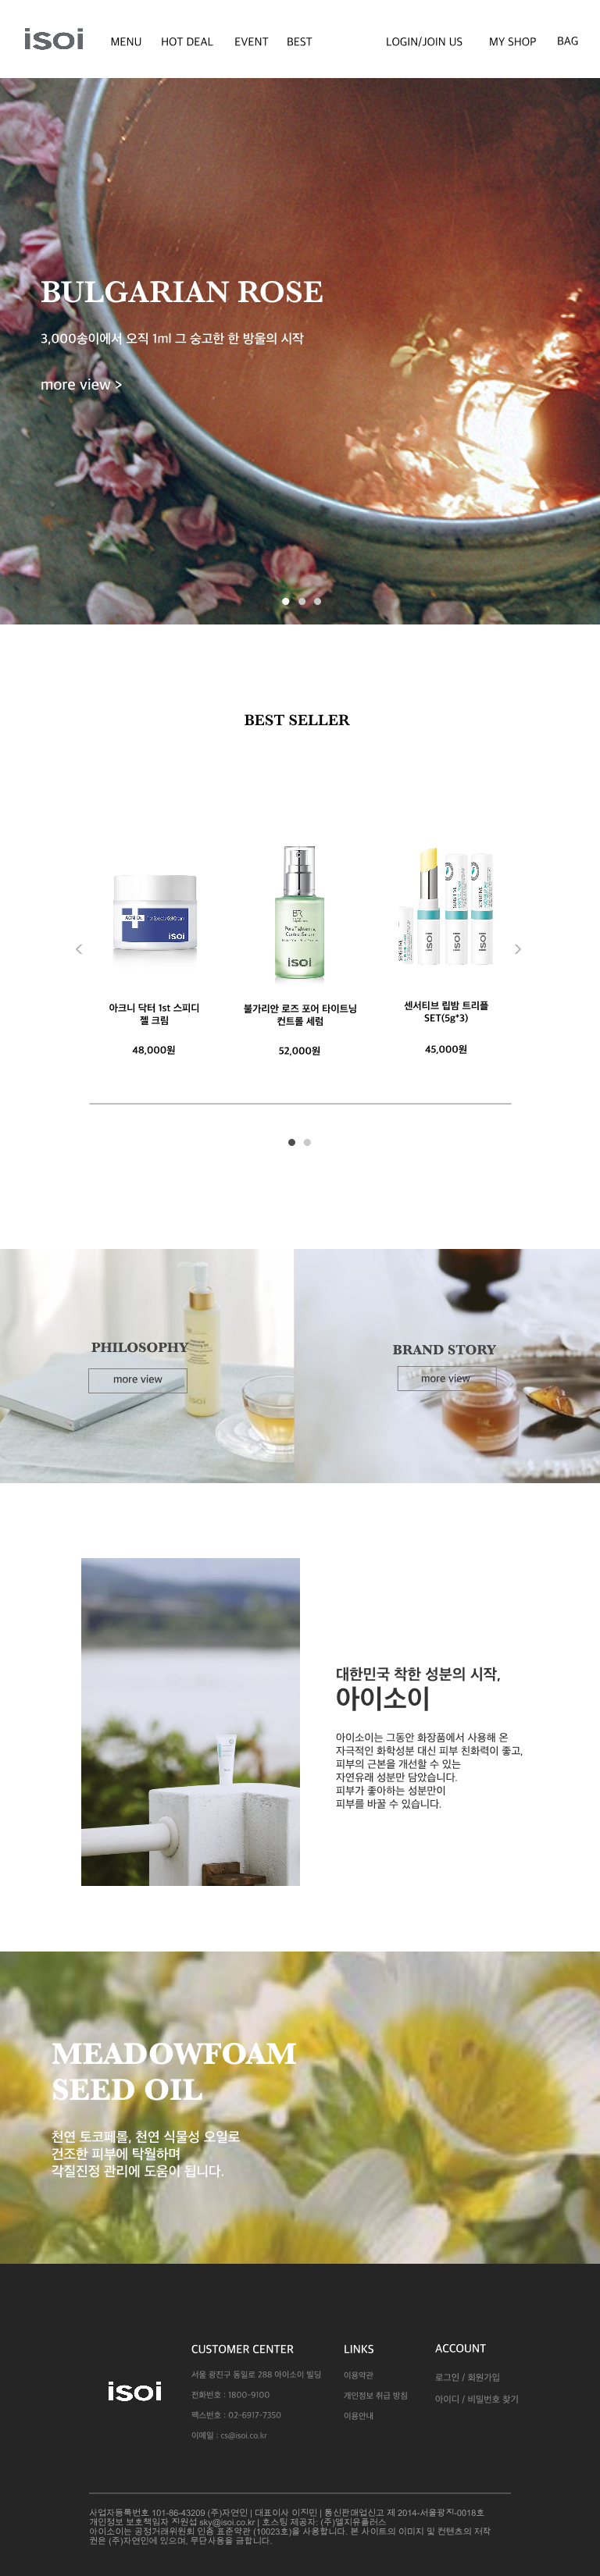 isoi
MENU HOT DEAL EVENT BEST LOGIN/JOIN US MY SHOP BAG
BULGARIAN ROSE
3,000송이에서 오직 1ml 그 숭고한 한 방울의 시작
more view >
BEST SELLER
isoi
isoi
isoi isoi isoi
아크니 닥터 1st 스피디
젤 크림
48,000원
불가리안 로즈 포어 타이트닝
컨트롤 세럼
52,000원
센서티브 립밤 트리플
SET(5g*3)
45,000원
PHILOSOPHY
more view
isoi
BRAND STORY
more view
대한민국 착한 성분의 시작,
아이소이
아이소이는 그동안 화장품에서 사용해 온
자극적인 화학성분 대신 피부 친화력이 좋고,
피부의 근본을 개선할 수 있는
자연유래 성분만 담았습니다.
피부가 좋아하는 성분만이
피부를 바꿀 수 있습니다.
MEADOWFOAM
SEED OIL
천연 토코페롤, 천연 식물성 오일로
건조한 피부에 탁월하며
각질진정 관리에 도움이 됩니다.
isoi
CUSTOMER CENTER
서울 광진구 동일로 288 아이소이 빌딩
전화번호 : 1800-9100
팩스번호 : 02-6917-7350
이메일 : cs@isoi.co.kr
LINKS
이용약관
개인정보 취급 방침
이용안내
ACCOUNT
로그인 / 회원가입
아이디 / 비밀번호 찾기
사업자등록번호 101-86-43209 (주)자연인 | 대표이사 이진민 | 통신판매업신고 제 2014-서울광진-0018호
개인정보 보호책임자 진원섭 sky@isoi.co.kr | 호스팅 제공자: (주)엘지유플러스
아이소이는 공정거래위원회 인증 표준약관 (10023호)을 사용합니다. 본 사이트의 이미지 및 컨텐츠의 저작
권은 (주)자연인에 있으며, 무단사용을 금합니다.